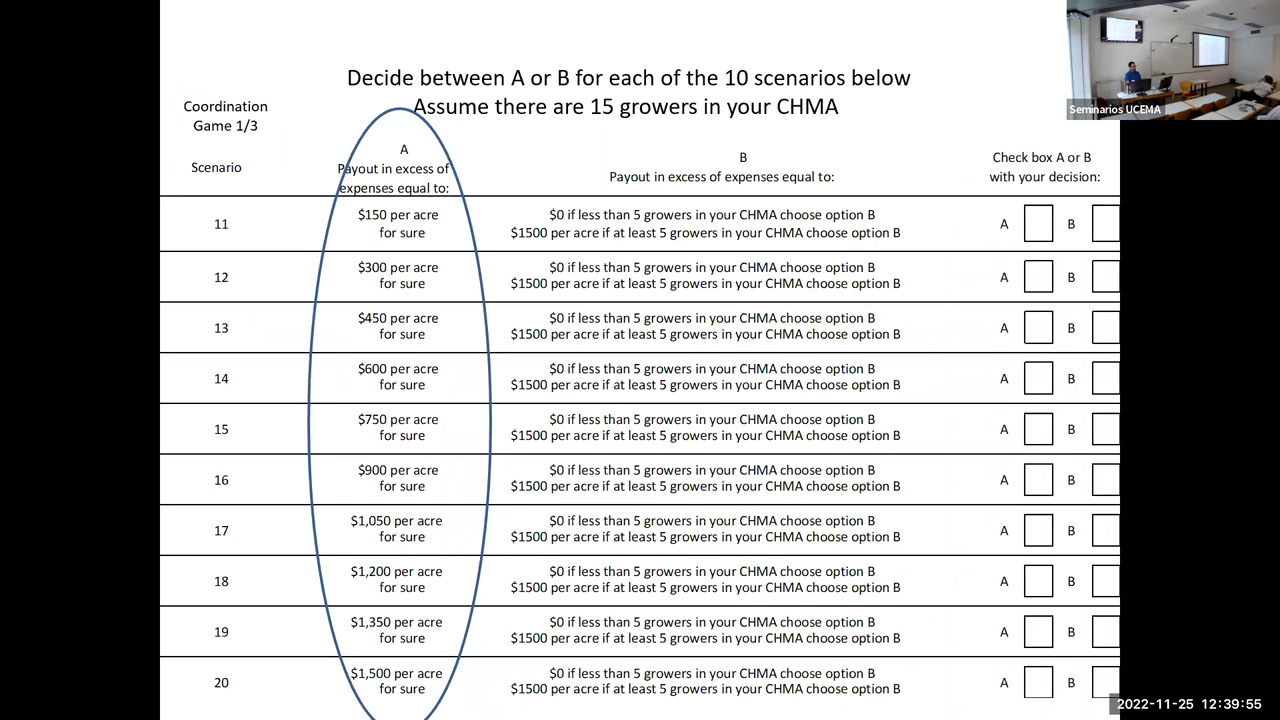 Decide between A or B for each of the 10 scenarios below
Assume there are 15 growers in your CHMA
Coordination
Game 1/3
Seminarios UCEMA
Scenario
A
Payout in excess of
expenses equal to:
B
Payout in excess of expenses equal to:
Check box A or B
with your decision:
11
$150 per acre
for sure
$0 if less than 5 growers in your CHMA choose option B
$1500 per acre if at least 5 growers in your CHMA choose option B
A
B
12
$300 per acre
for sure
$0 if less than 5 growers in your CHMA choose option B
$1500 per acre if at least 5 growers in your CHMA choose option B
A
B
13
$450 per acre
for sure
$0 if less than 5 growers in your CHMA choose option B
$1500 per acre if at least 5 growers in your CHMA choose option B
A
B
14
$600 per acre
for sure
$0 if less than 5 growers in your CHMA choose option B
$1500 per acre if at least 5 growers in your CHMA choose option B
A
B
15
$750 per acre
for sure
$0 if less than 5 growers in your CHMA choose option B
$1500 per acre if at least 5 growers in your CHMA choose option B
A
B
16
$900 per acre
for sure
$0 if less than 5 growers in your CHMA choose option B
$1500 per acre if at least 5 growers in your CHMA choose option B
A
B
17
$1,050 per acre
for sure
$0 if less than 5 growers in your CHMA choose option B
$1500 per acre if at least 5 growers in your CHMA choose option B
A
B
18
$1,200 per acre
for sure
$0 if less than 5 growers in your CHMA choose option B
$1500 per acre if at least 5 growers in your CHMA choose option B
A
B
19
$1,350 per acre
for sure
$0 if less than 5 growers in your CHMA choose option B
$1500 per acre if at least 5 growers in your CHMA choose option B
A
B
20
$1,500 per acre
for sure
$0 if less than 5 growers in your CHMA choose option B
$1500 per acre if at least 5 growers in your CHMA choose option B
A
B
2022-11-25 12:39:55